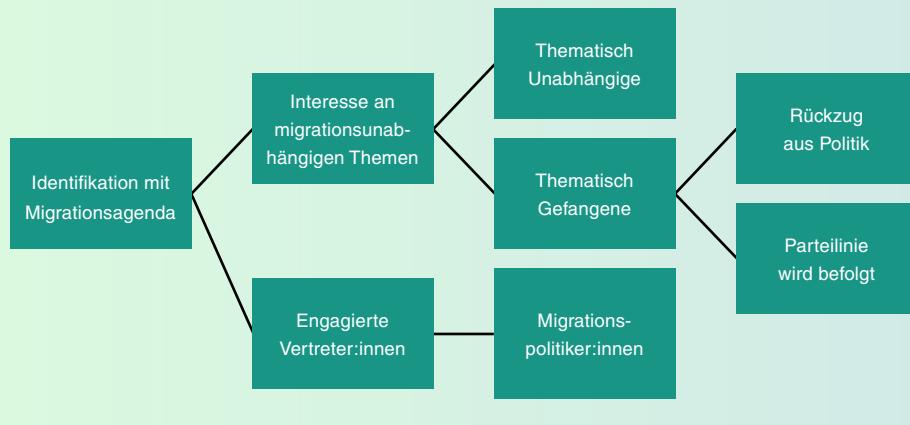 Identifikation mit
Migrationsagenda
Interesse an
migrationsunab-
hängigen Themen
Engagierte
Vertreter:innen
Thematisch
Unabhängige
Thematisch
Gefangene
Migrations-
politiker:innen
Rückzug
aus Politik
Parteilinie
wird befolgt